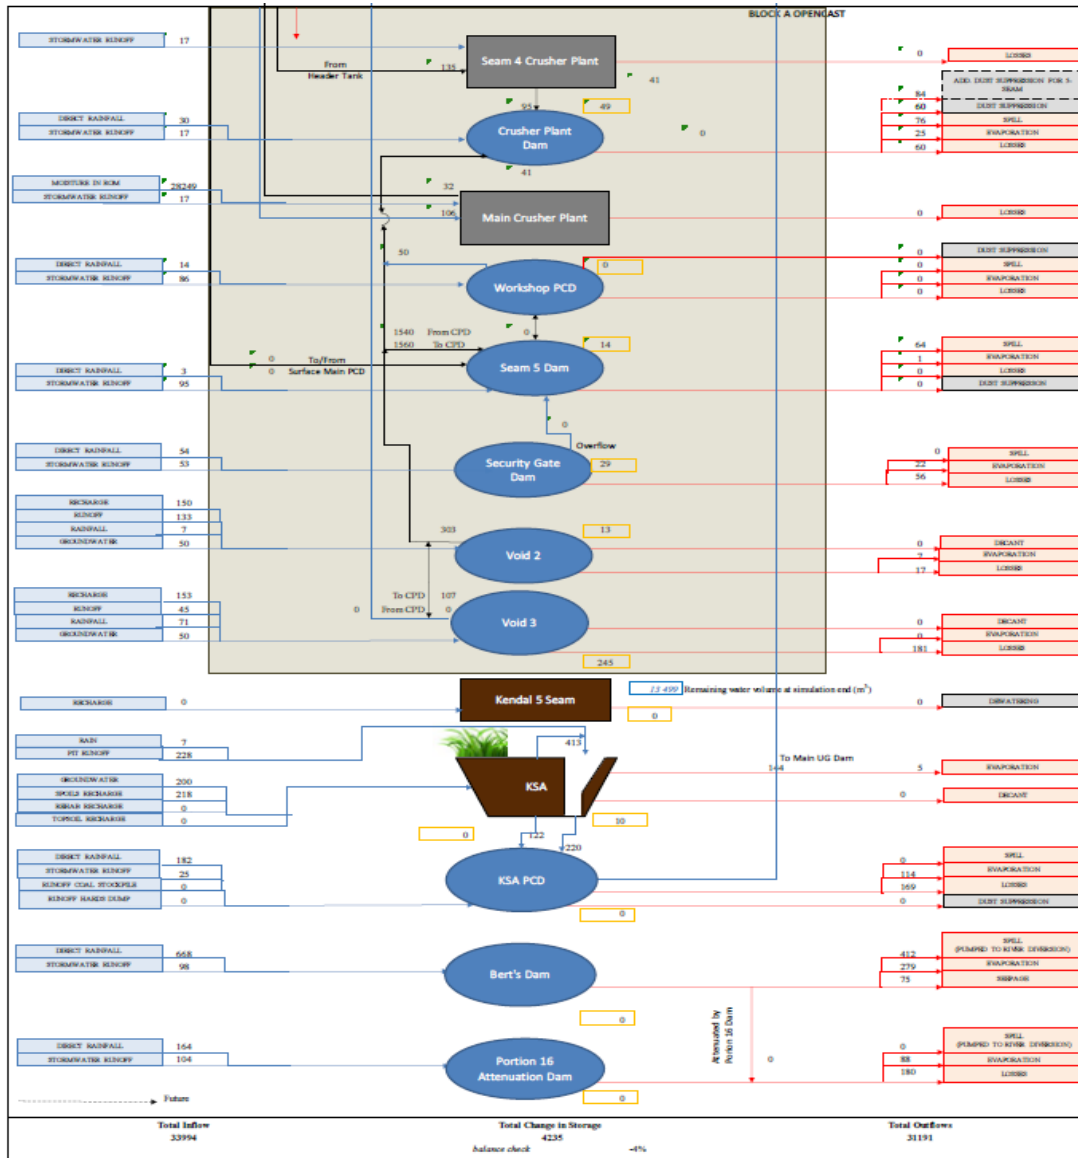 BLOCK A OPENCAST
STORMWATER RUNOFF 17
From
Header Tank
135
Seam 4 Crusher Plant
41
0 LOSSES
ADD. DUST SUPPRESSION FOR 5-
SEAM
84
95
49
60 DUST SUPPRESSION
DIRECT RAINFALL 30
STORMWATER RUNOFF 17
Crusher Plant
Dam
0
76 SPILL
25 EVAPORATION
60 LOSSES
41
MOISTURE IN ROM 28249
STORMWATER RUNOFF 17
32
106
Main Crusher Plant
0 LOSSES
50
0
0 DUST SUPPRESSION
DIRECT RAINFALL 14
STORMWATER RUNOFF 86
Workshop PCD
0 SPILL
0 EVAPORATION
0 LOSSES
1540 From CPD
1560 To CPD
0
14
0 To/From
0 Surface Main PCD
Seam 5 Dam
64 SPILL
1 EVAPORATION
0 LOSSES
0 DUST SUPPRESSION
DIRECT RAINFALL 3
STORMWATER RUNOFF 95
0
Overflow
DIRECT RAINFALL 54
STORMWATER RUNOFF 53
Security Gate
Dam
29
0 SPILL
22 EVAPORATION
56 LOSSES
RECHARGE 150
RUNOFF 133
RAINFALL 7
GROUNDWATER 50
303
13
Void 2
0 DECANT
2 EVAPORATION
17 LOSSES
RECHARGE 153
RUNOFF 45
RAINFALL 71
GROUNDWATER 50
To CPD 107
0 From CPD 0
Void 3
0 DECANT
0 EVAPORATION
181 LOSSES
245
Kendal 5 Seam
13 499 Remaining water volume at simulation end (m³)
0
RECHARGE 0
0 DEWATERING
RAIN 7
PIT RUNOFF 228
413
To Main UG Dam
144
5 EVAPORATION
GROUNDWATER 200
SPOILS RECHARGE 218
REHAB RECHARGE 0
TOPSOIL RECHARGE 0
KSA
0 DECANT
0
122
10
220
DIRECT RAINFALL 182
STORMWATER RUNOFF 25
RUNOFF COAL STOCKPILE 0
RUNOFF HARDS DUMP 0
KSA PCD
0 SPILL
114 EVAPORATION
169 LOSSES
0 DUST SUPPRESSION
0
DIRECT RAINFALL 668
STORMWATER RUNOFF 98
Bert's Dam
412 SPILL
(PUMPED TO RIVER DIVERSION)
279 EVAPORATION
75 SEEPAGE
0
Attenuated by
Portion 16 Dam
0
DIRECT RAINFALL 164
STORMWATER RUNOFF 104
Portion 16
Attenuation Dam
0 SPILL
(PUMPED TO RIVER DIVERSION)
88 EVAPORATION
180 LOSSES
0
Future
Total Inflow
33994
Total Change in Storage
4235
Total Outflows
31191
balance check -4%